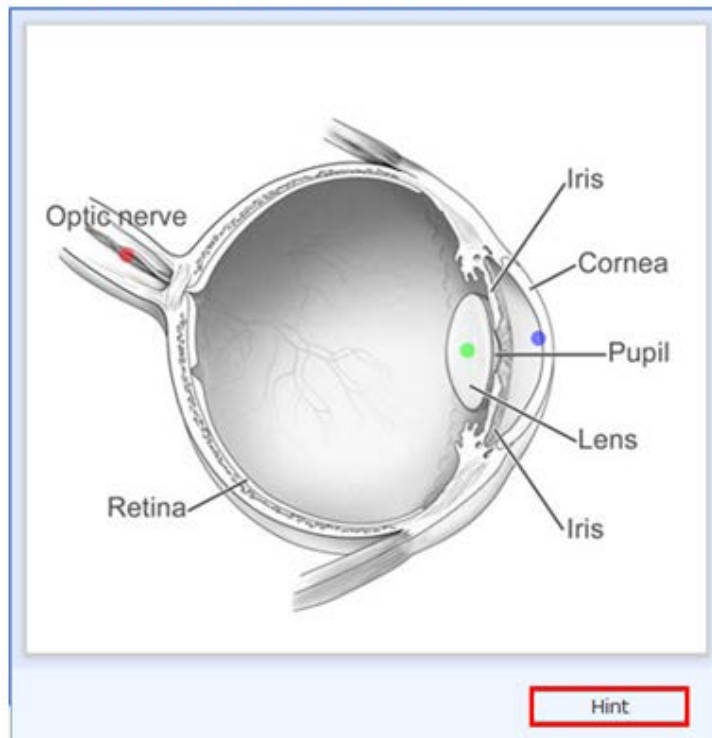 Iris
Optic nerve
Cornea
Pupil
Lens
Retina
Iris
Hint